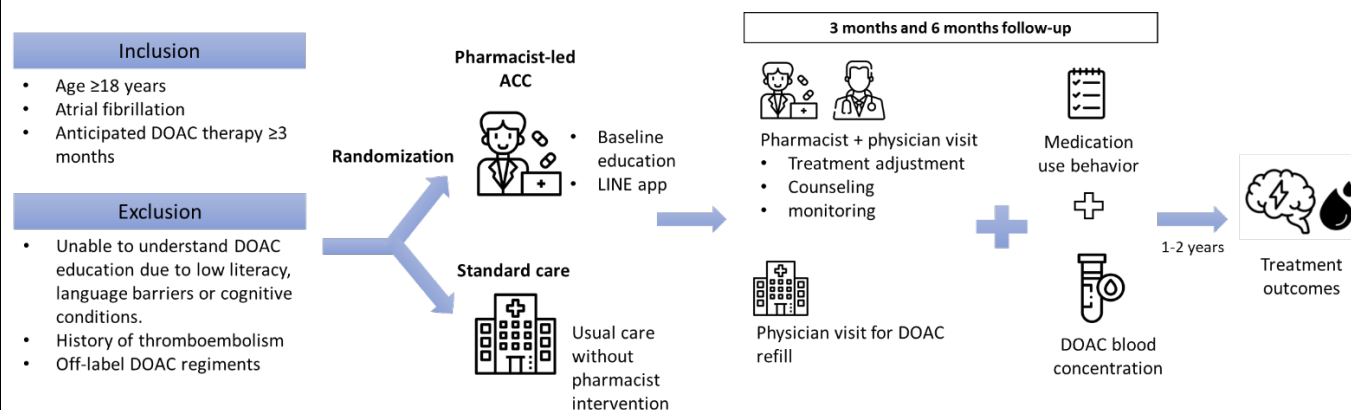 Inclusion
• Age ≥18 years
• Atrial fibrillation
• Anticipated DOAC therapy ≥3
months
Exclusion
• Unable to understand DOAC
education due to low literacy,
language barriers or cognitive
conditions.
• History of thromboembolism
• Off-label DOAC regiments
Randomization
Pharmacist-led
ACC
• Baseline
education
• LINE app
Standard care
Usual care
without
pharmacist
intervention
3 months and 6 months follow-up
Pharmacist + physician visit
• Treatment adjustment
• Counseling
• monitoring
Physician visit for DOAC
refill
Medication
use behavior
DOAC blood
concentration
1-2 years
Treatment
outcomes